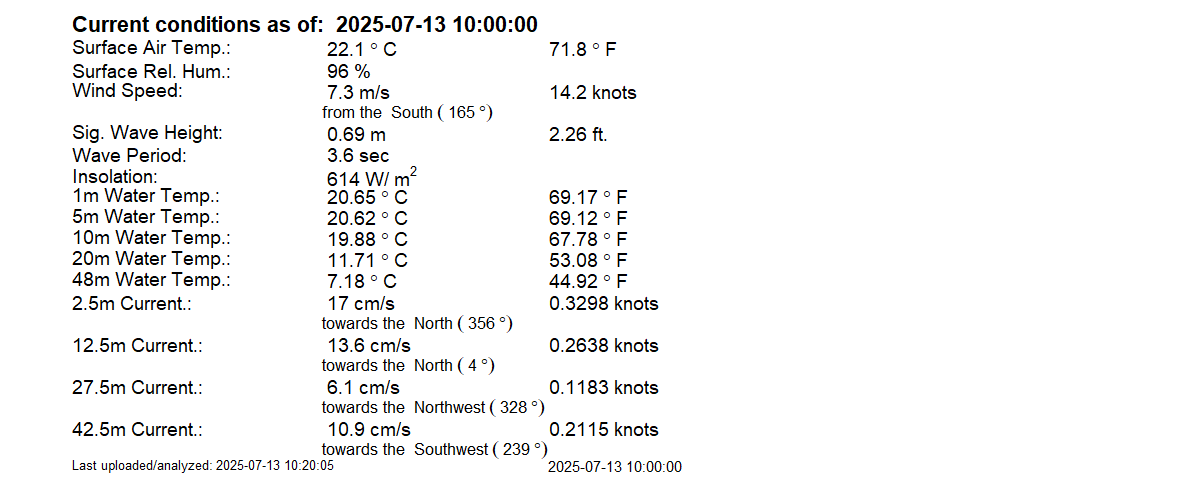 Current conditions as of: 2025-07-13 10:00:00
Surface Air Temp.: 22.1 ° C 71.8 ° F
Surface Rel. Hum.: 96 %
Wind Speed: 7.3 m/s 14.2 knots
from the South ( 165 °)
Sig. Wave Height: 0.69 m 2.26 ft.
Wave Period: 3.6 sec
Insolation: 614 W/ m²
1m Water Temp.: 20.65 ° C 69.17 ° F
5m Water Temp.: 20.62 ° C 69.12 ° F
10m Water Temp.: 19.88 ° C 67.78 ° F
20m Water Temp.: 11.71 ° C 53.08 ° F
48m Water Temp.: 7.18 ° C 44.92 ° F
2.5m Current.: 17 cm/s 0.3298 knots
towards the North ( 356 °)
12.5m Current.: 13.6 cm/s 0.2638 knots
towards the North ( 4 °)
27.5m Current.: 6.1 cm/s 0.1183 knots
towards the Northwest ( 328 °)
42.5m Current.: 10.9 cm/s 0.2115 knots
towards the Southwest ( 239 °)
Last uploaded/analyzed: 2025-07-13 10:20:05 2025-07-13 10:00:00